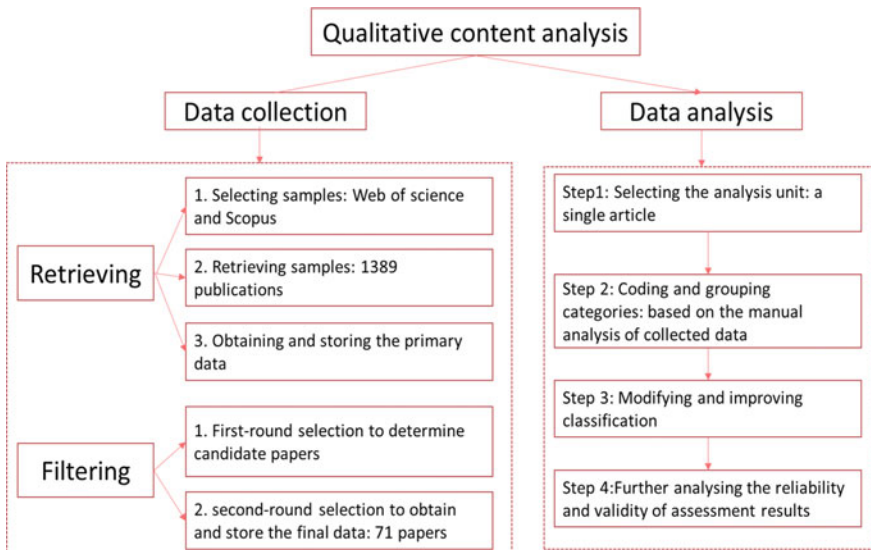 Qualitative content analysis
Data collection
Retrieving
1. Selecting samples: Web of science
and Scopus
2. Retrieving samples: 1389
publications
3. Obtaining and storing the primary
data
Filtering
1. First-round selection to determine
candidate papers
2. second-round selection to obtain
and store the final data: 71 papers
Data analysis
Step1: Selecting the analysis unit: a
single article
Step 2: Coding and grouping
categories: based on the manual
analysis of collected data
Step 3: Modifying and improving
classification
Step 4:Further analysing the reliability
and validity of assessment results